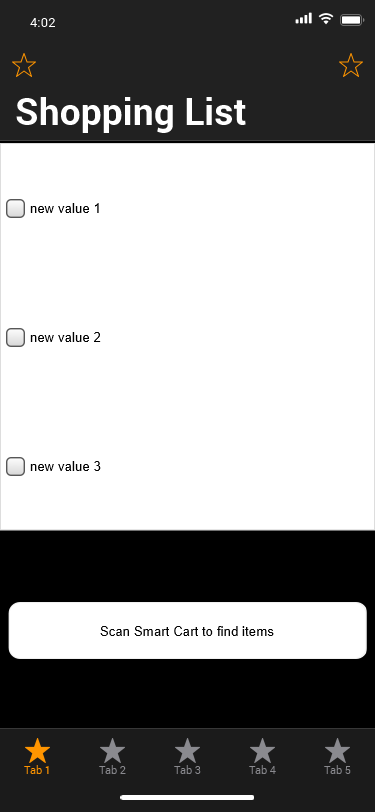 4:02
Shopping List
new value 1
new value 2
new value 3
Scan Smart Cart to find items
Tab 1 Tab 2 Tab 3 Tab 4 Tab 5